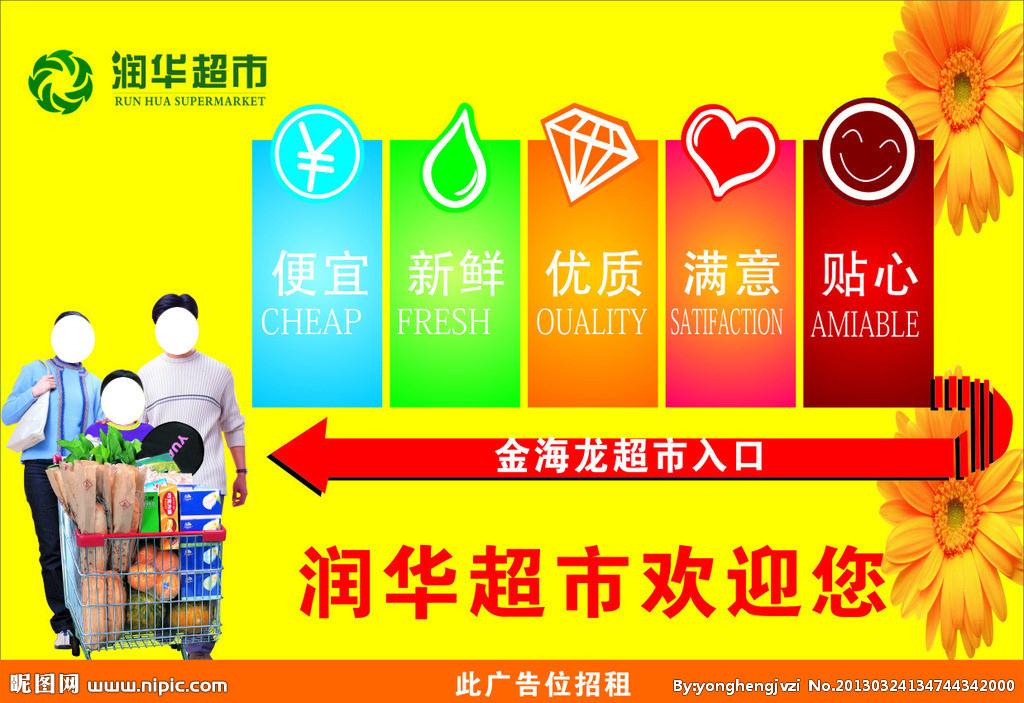 润华超市
RUN HUA SUPERMARKET
便宜
CHEAP
新鲜
FRESH
优质
OUALITY
满意
SATIFACTION
贴心
AMIABLE
金海龙超市入口
润华超市欢迎您
昵图网 www.nipic.com
此广告位招租
By:yonghengjvzi No.20130324134744342000